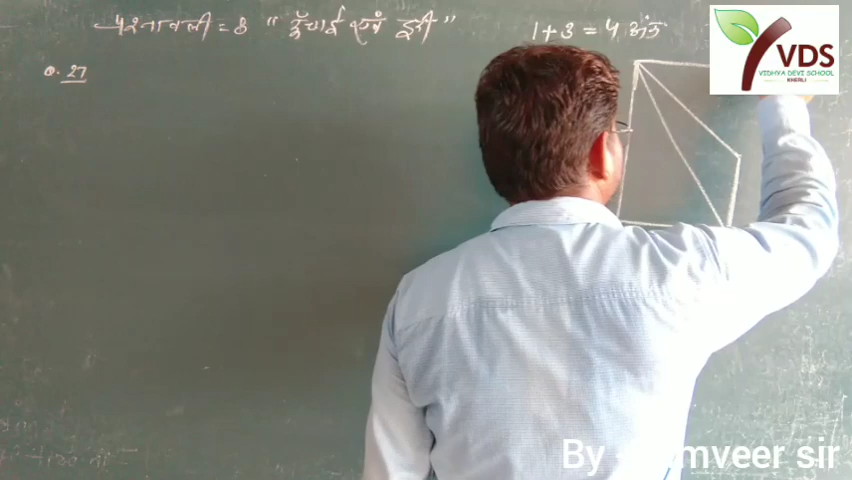 प्रश्नावली = 8 " ऊँचाई एवं दूरी "
1 + 3 = 4 अंक
Q. 27
VDS
VIDHYA DEVI SCHOOL
KHERLI
By mveer sir